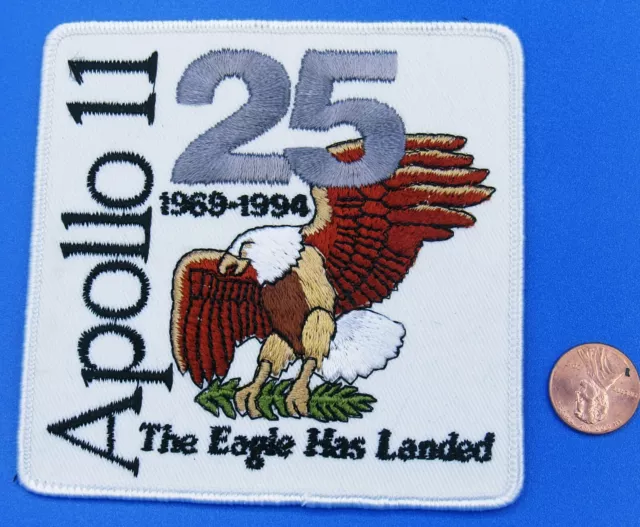 Apollo 11
25
1969-1994
The Eagle Has Landed